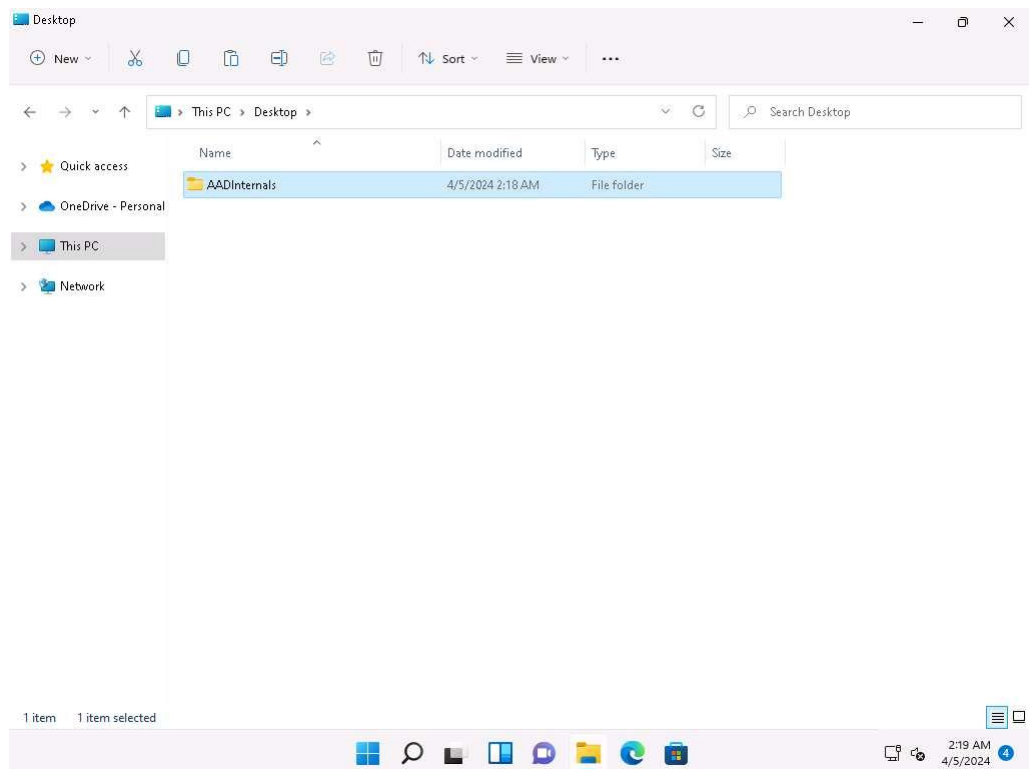 Desktop
New
Sort
View
This PC > Desktop >
Search Desktop
Name
Date modified
Type
Size
Quick access
AADInternals
4/5/2024 2:18 AM
File folder
OneDrive - Personal
This PC
Network
1 item 1 item selected
2:19 AM
4/5/2024
4